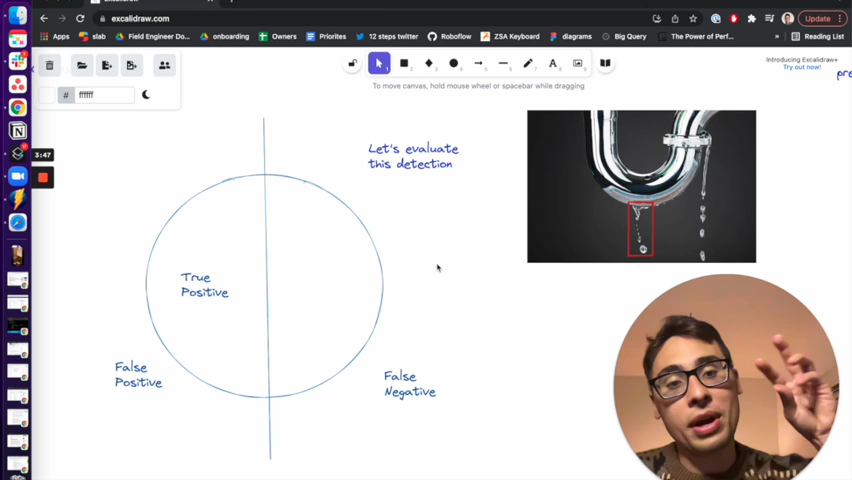 excalidraw.com
Update
Apps
slab
Field Engineer Do...
onboarding
Owners
Priorites
12 steps twilio
ZSA Keyboard
Roboflow
diagrams
Big Query
The Power of Perf...
»
Reading List
Introducing Excalidraw+
Try out now!
# ffffff
A
To move canvas, hold mouse wheel or spacebar while dragging
3:47
Let's evaluate
this detection
True
Positive
False
Positive
False
Negative